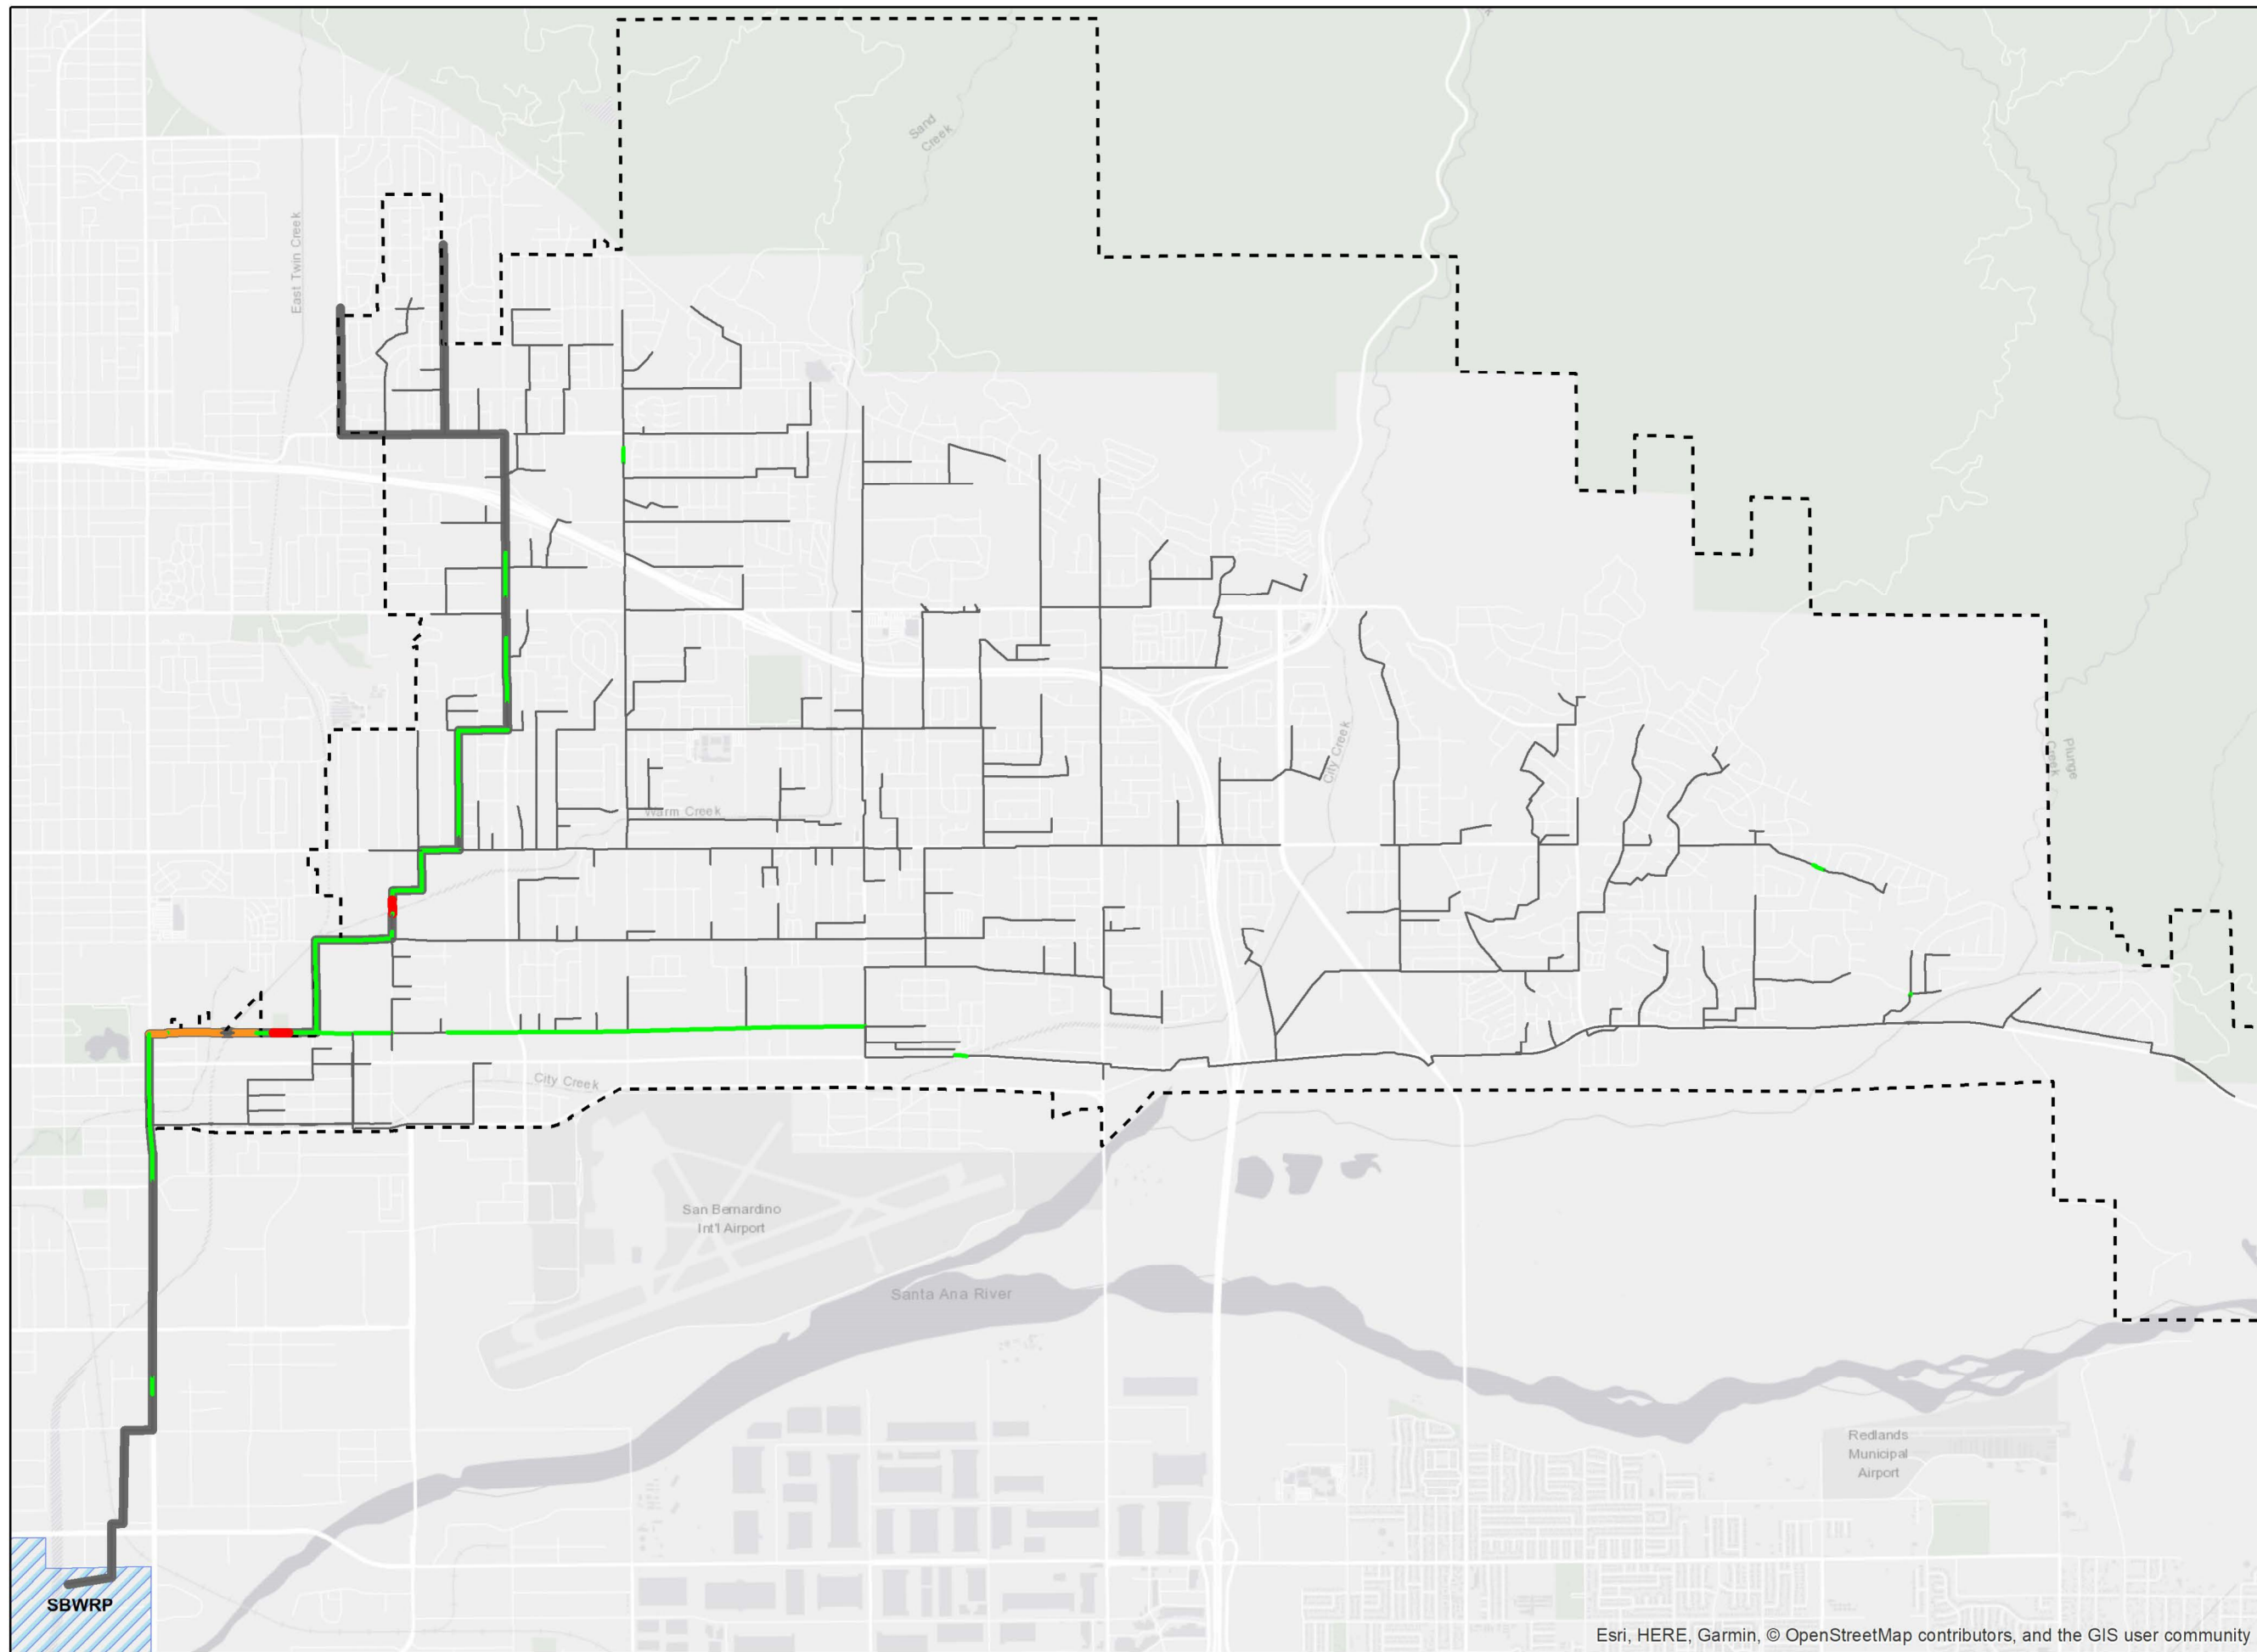 Sand
Creek
East Twin Creek
City Creek
Plunge
Creek
Warm Creek
City Creek
San Bernardino
Int'l Airport
Santa Ana River
Redlands
Municipal
Airport
SBWRP
Esri, HERE, Garmin, © OpenStreetMap contributors, and the GIS user community